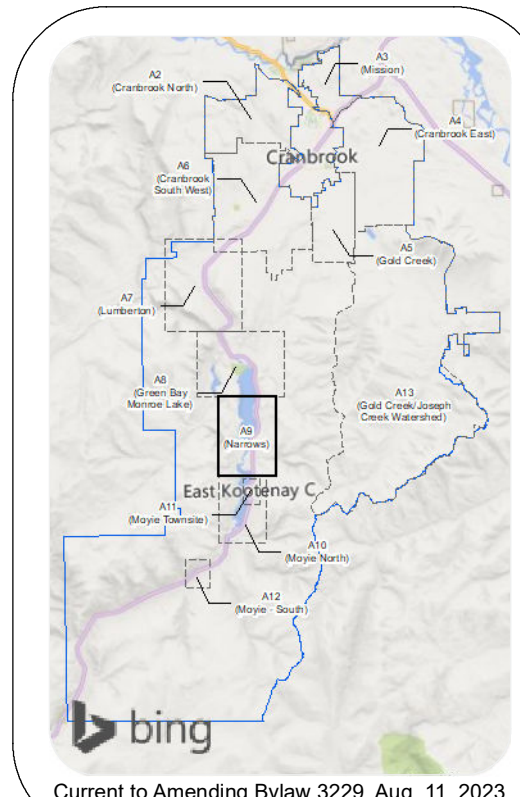 A2
(Cranbrook North)
A3
(Mission)
A4
(Cranbrook East)
Cranbrook
A6
(Cranbrook
South West)
A5
(Gold Creek)
A7
(Lumberton)
A8
(Green Bay
Monroe Lake)
A13
(Gold Creek/Joseph
Creek Watershed)
A9
(Narrows)
East Kootenay C
A11
(Moyie Townsite)
A10
(Moyie North)
A12
(Moyie - South)
bing
Current to Amending Bylaw 3229, Aug. 11, 2023